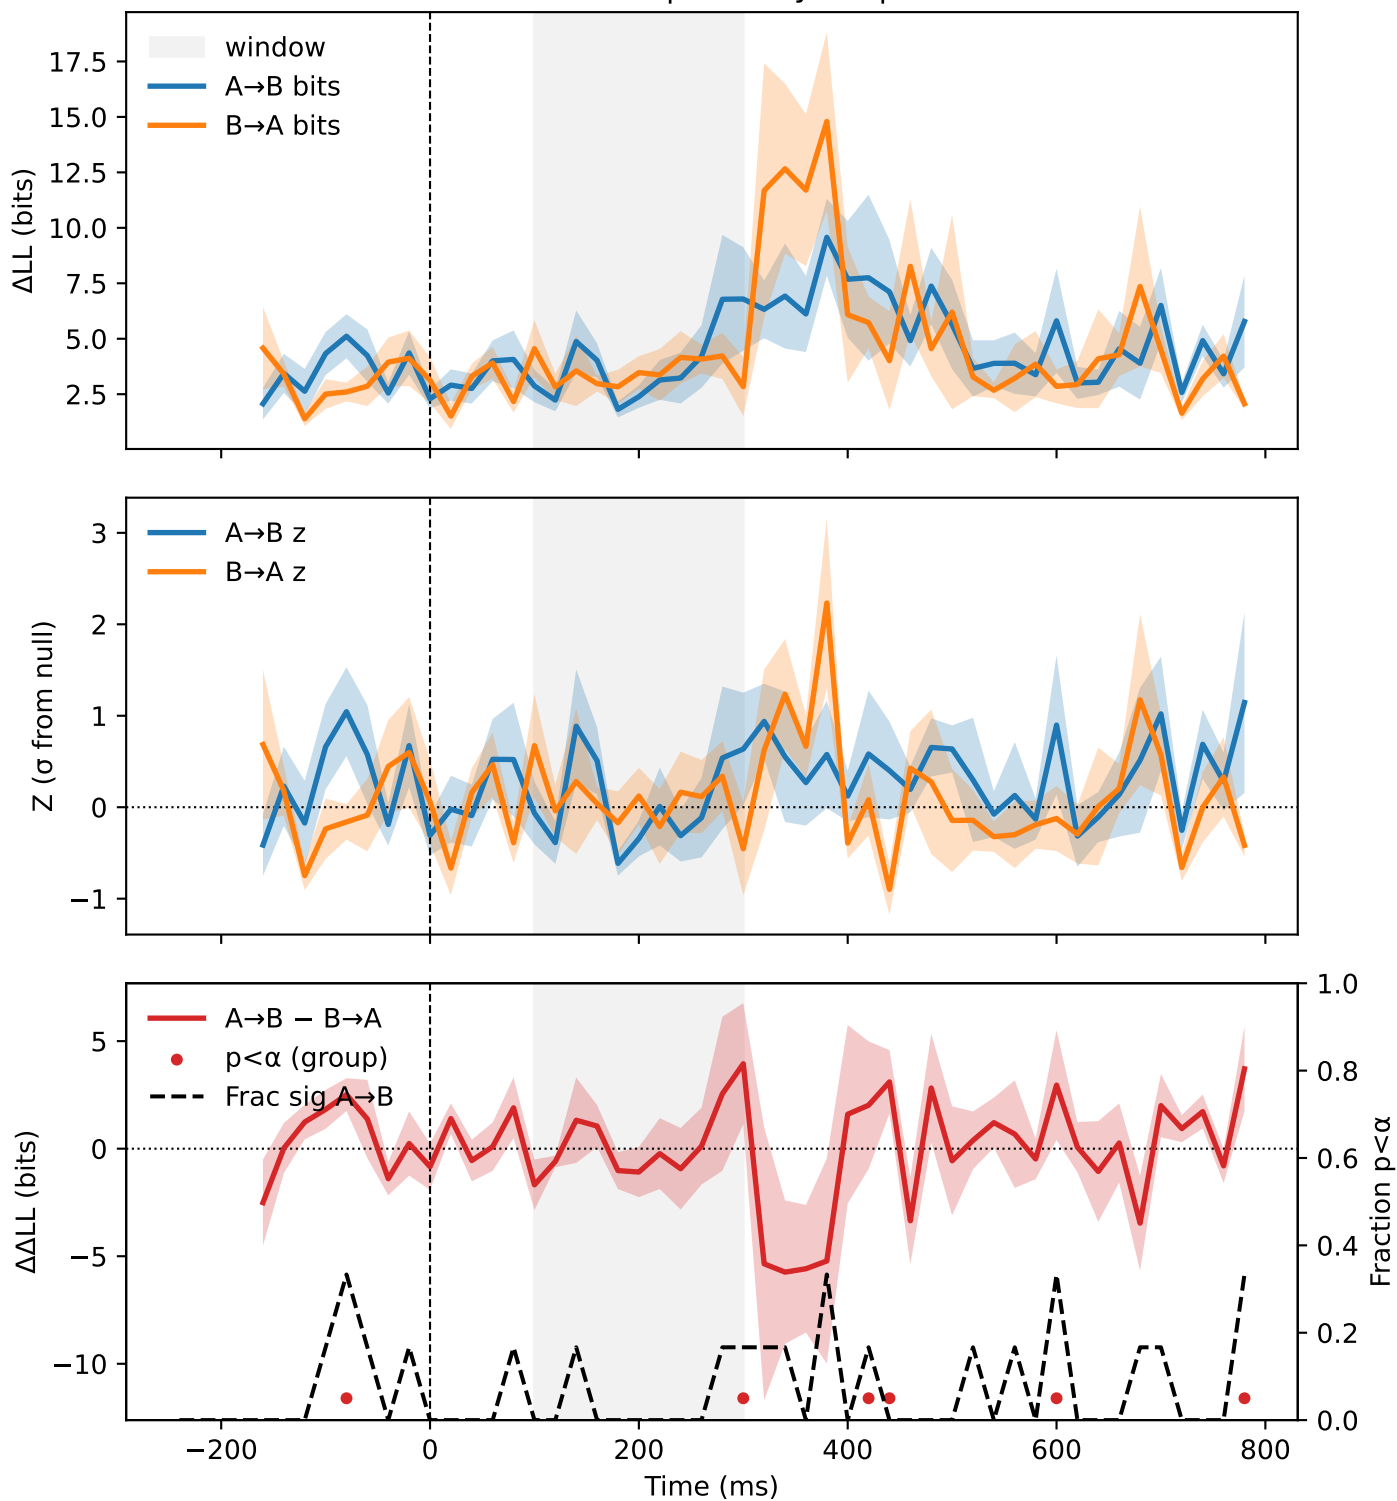 window
A→B bits
B→A bits
17.5
15.0
12.5
10.0
7.5
5.0
2.5
ΔLL (bits)
A→B z
B→A z
3
2
1
0
−1
Z (σ from null)
A→B − B→A
p<α (group)
Frac sig A→B
5
0
−5
−10
ΔΔLL (bits)
1.0
0.8
0.6
0.4
0.2
0.0
Fraction p<α
−200
0
200
400
600
800
Time (ms)